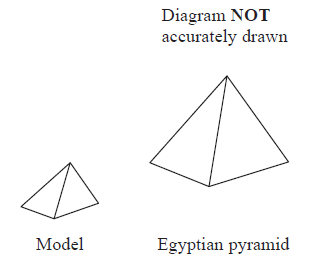 Diagram NOT
accurately drawn
Model
Egyptian pyramid